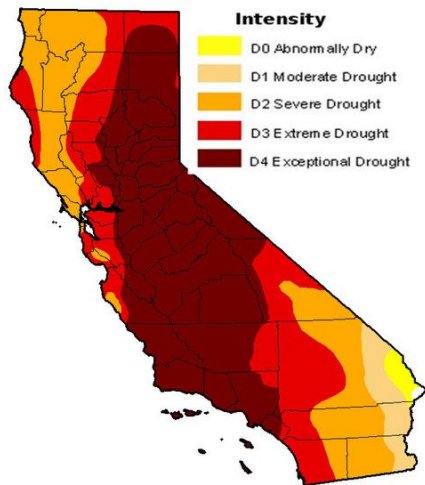 Intensity
D0 Abnormally Dry
D1 Moderate Drought
D2 Severe Drought
D3 Extreme Drought
D4 Exceptional Drought